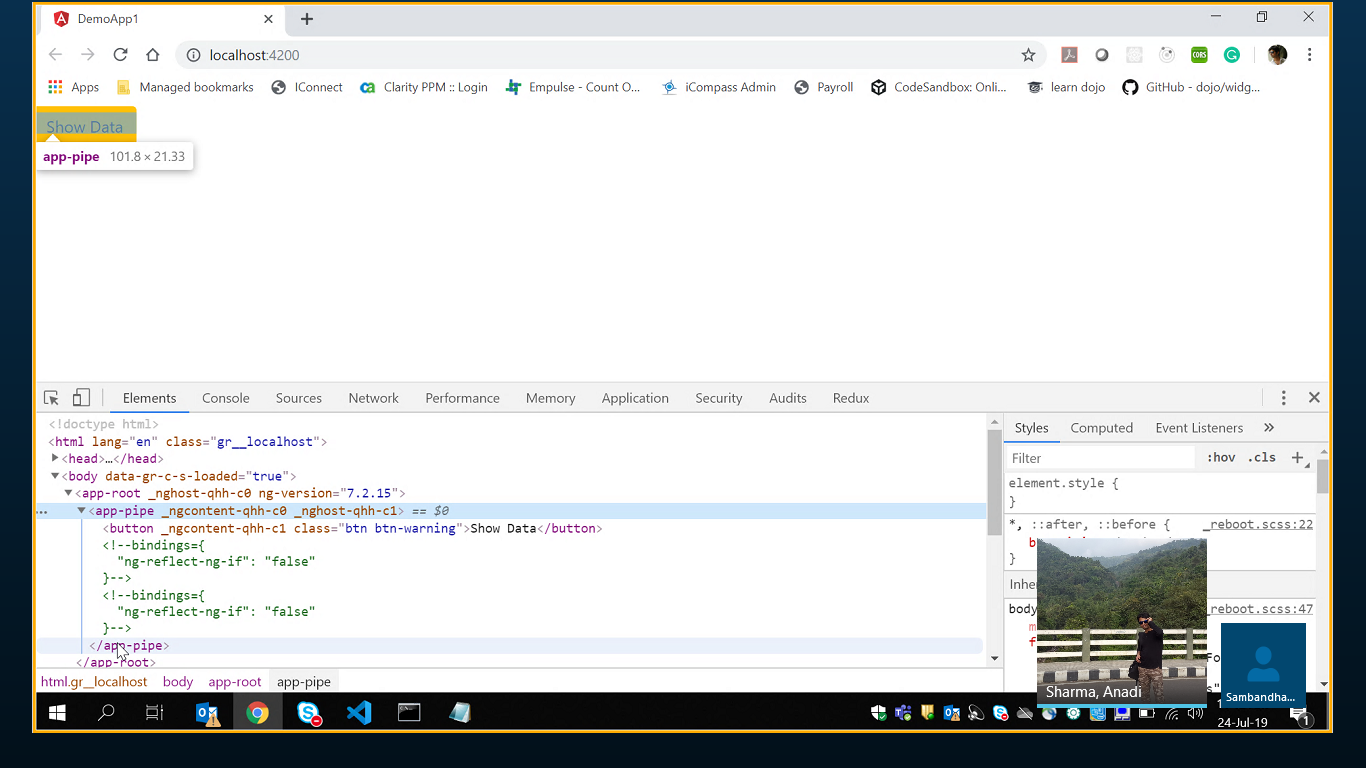 DemoApp1
localhost:4200
Apps Managed bookmarks IConnect Clarity PPM :: Login Empulse - Count O... iCompass Admin Payroll CodeSandbox: Onli... learn dojo GitHub - dojo/widg...
CORS
Show Data
app-pipe 101.8 × 21.33
Elements Console Sources Network Performance Memory Application Security Audits Redux
<!doctype html>
<html lang="en" class="gr__localhost">
<head>…</head>
<body data-gr-c-s-loaded="true">
<app-root _nghost-qhh-c0 ng-version="7.2.15">
... <app-pipe _ngcontent-qhh-c0 _nghost-qhh-c1> == $0
<button _ngcontent-qhh-c1 class="btn btn-warning">Show Data</button>
<!--bindings={
"ng-reflect-ng-if": "false"
}-->
<!--bindings={
"ng-reflect-ng-if": "false"
}-->
</app-pipe>
</app-root>
html.gr__localhost body app-root app-pipe
Styles Computed Event Listeners »
Filter :hov .cls +
element.style {
}
*, ::after, ::before { _reboot.scss:22
b
}
Inher
body _reboot.scss:47
m
f
Fo
s"
Sharma, Anadi
Sambandha...
24-Jul-19
1